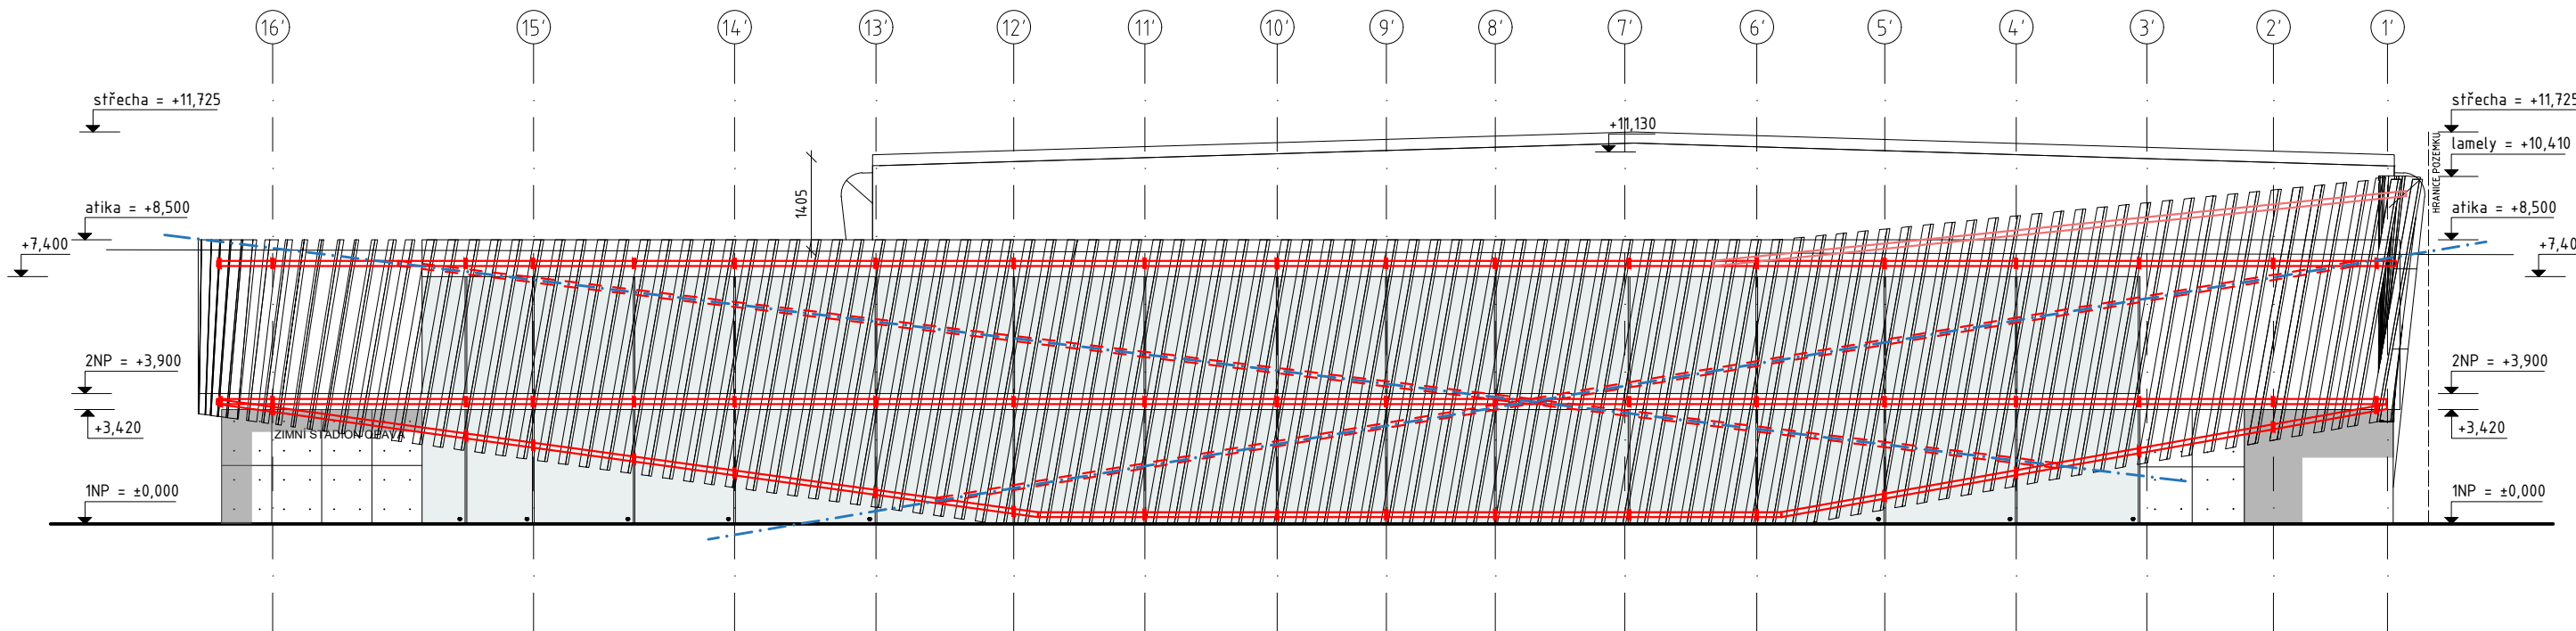 16' 15' 14' 13' 12' 11' 10' 9' 8' 7' 6' 5' 4' 3' 2' 1'
střecha = +11,725
střecha = +11,725
+11,130
lamely = +10,410
HRANICE POZEMKU
1405
atika = +8,500
atika = +8,500
+7,400
+7,40
2NP = +3,900
2NP = +3,900
+3,420
+3,420
ZIMNÍ STADION OPAVA
1NP = ±0,000
1NP = ±0,000